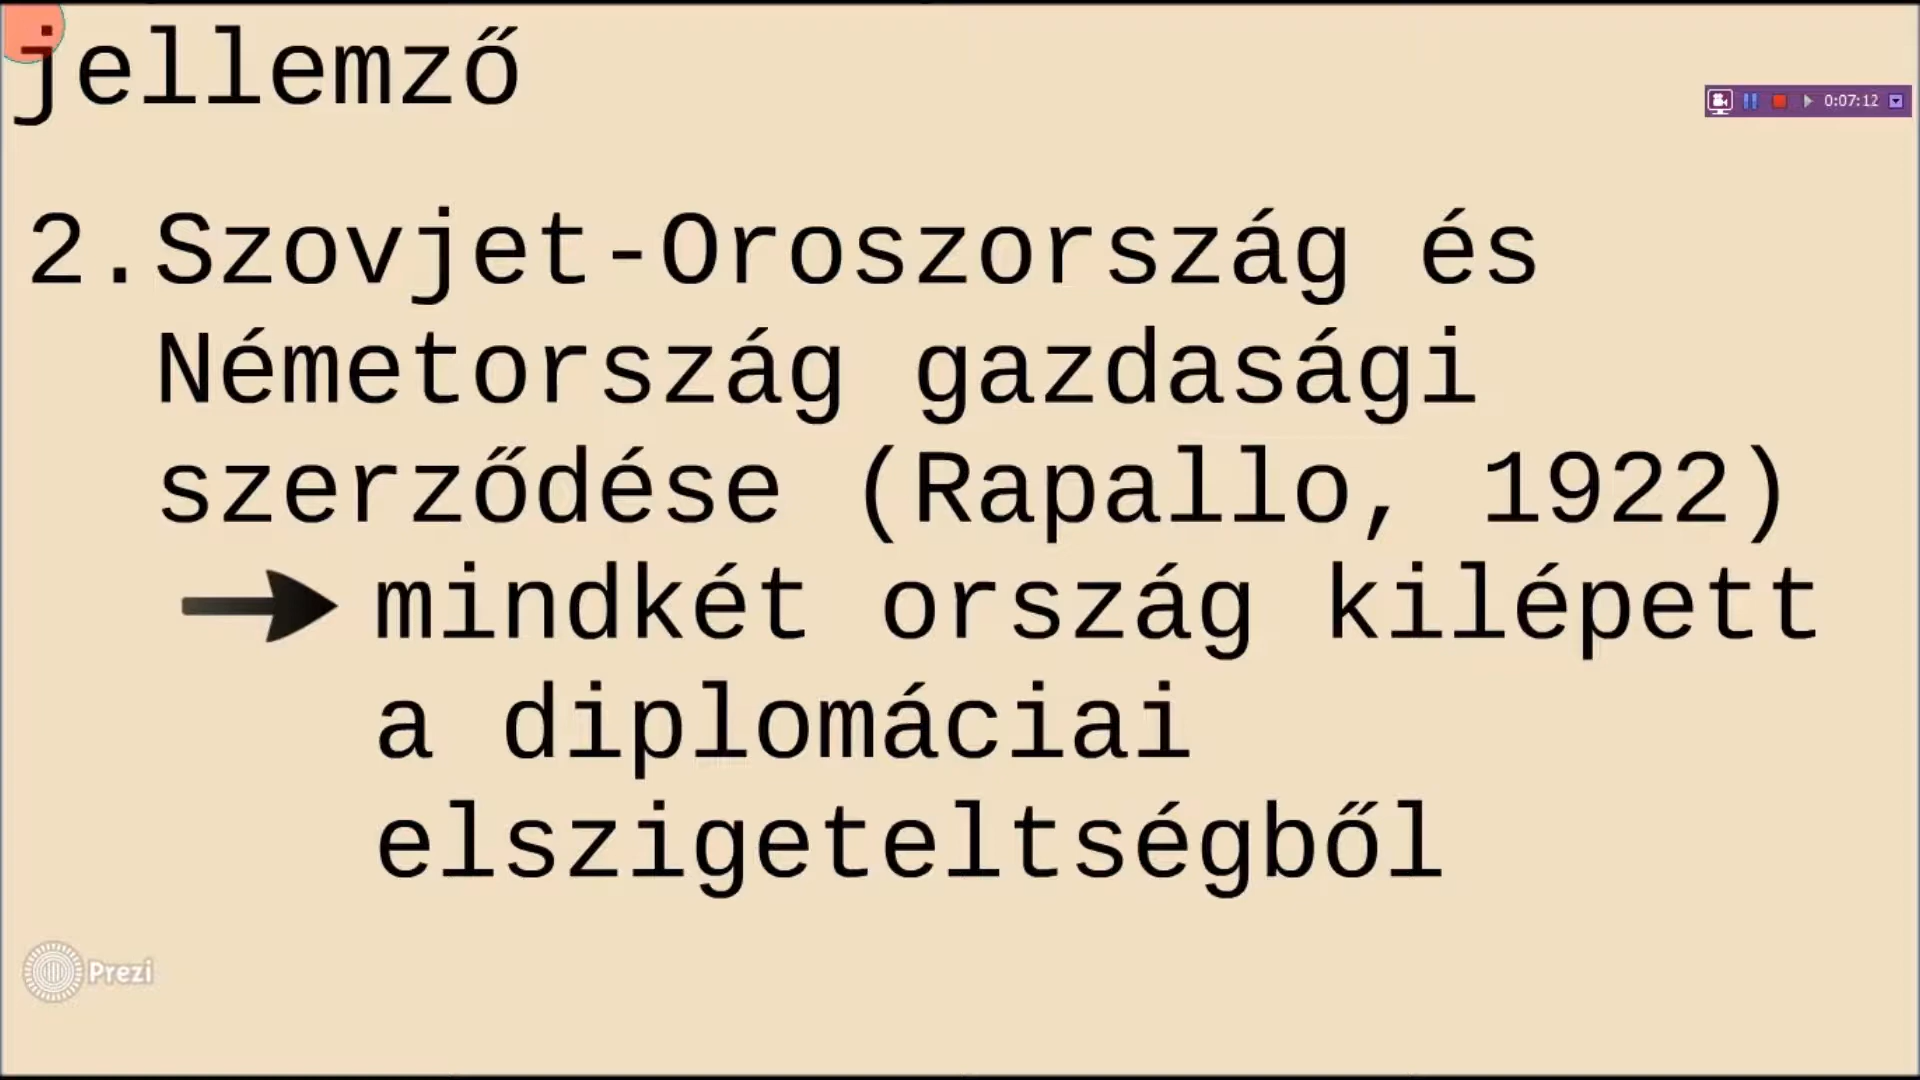 jellemző
0:07:12
2.Szovjet-Oroszország és
Németország gazdasági
szerződése (Rapallo, 1922)
mindkét ország kilépett
a diplomáciai
elszigeteltségből
Prezi